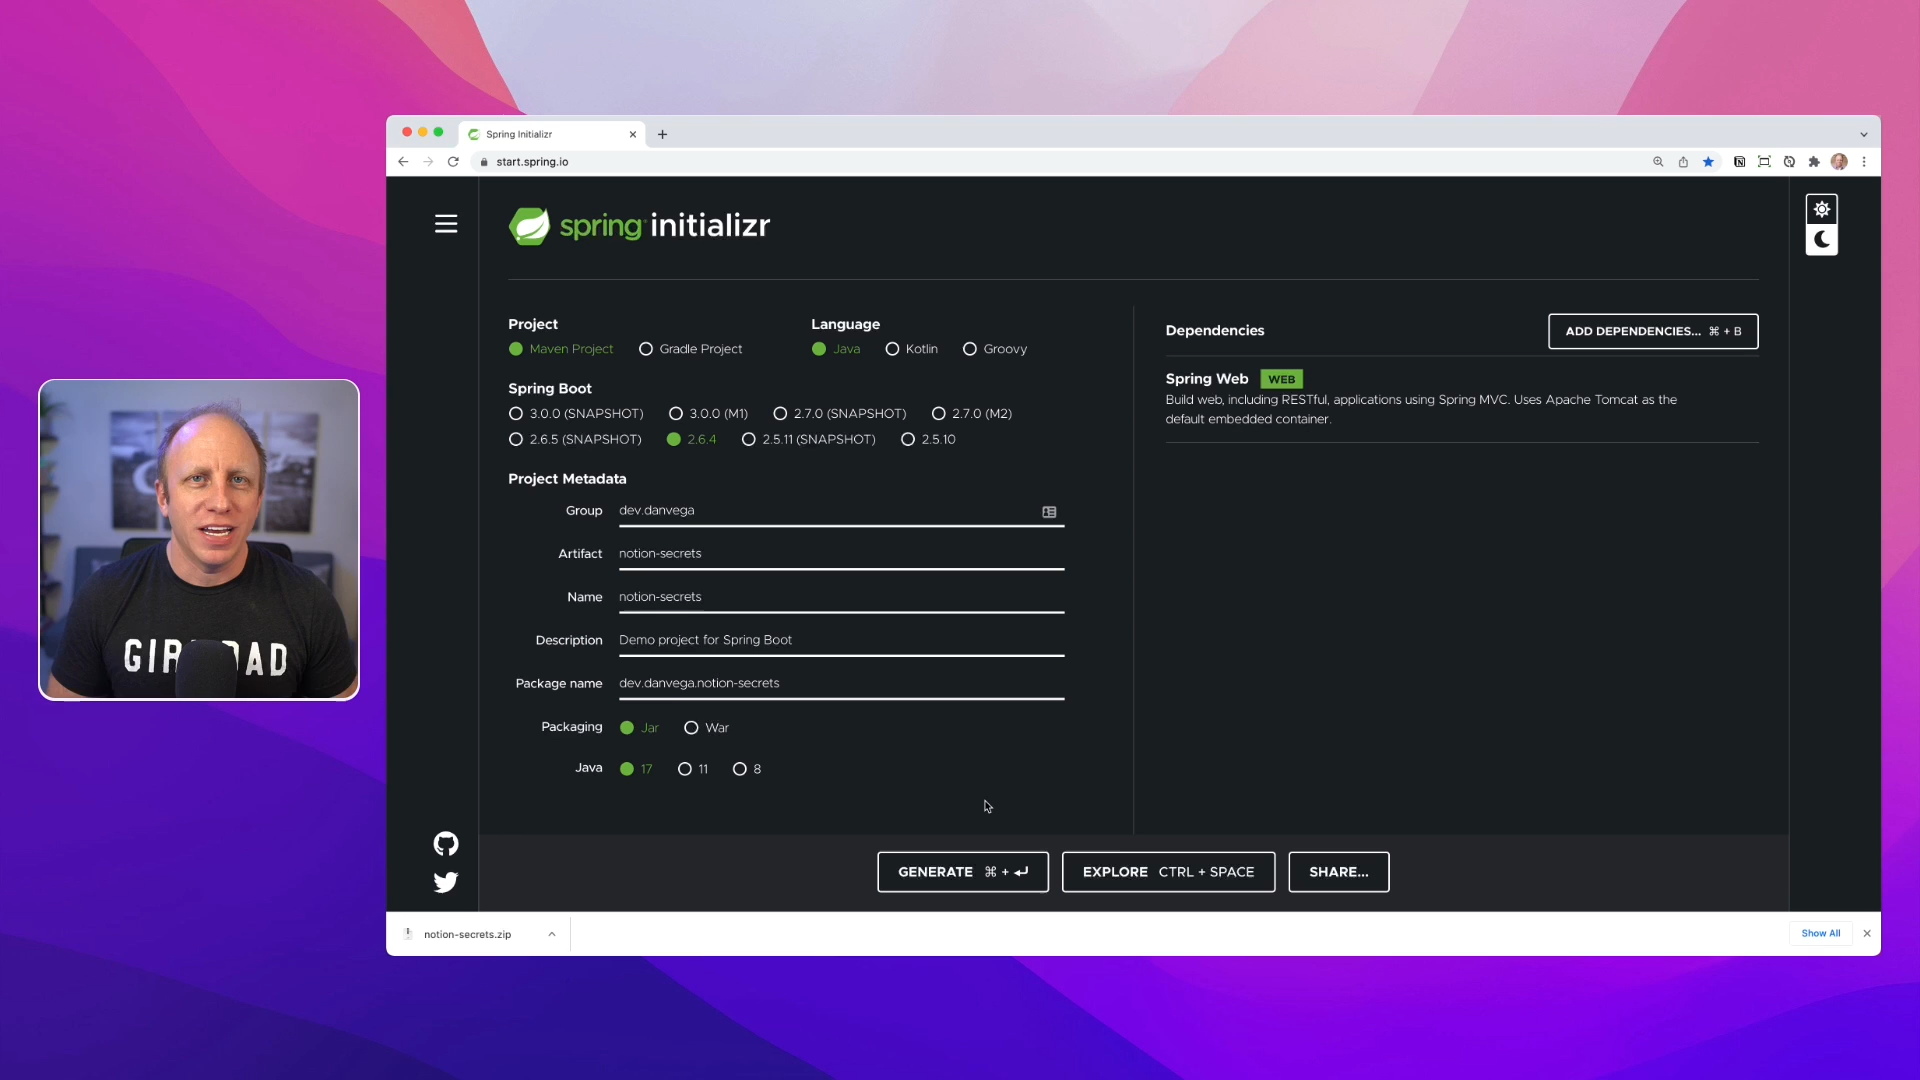 Spring Initializr
start.spring.io
spring initializr
Project
Maven Project
Gradle Project
Language
Java
Kotlin
Groovy
Spring Boot
3.0.0 (SNAPSHOT)
3.0.0 (M1)
2.7.0 (SNAPSHOT)
2.7.0 (M2)
2.6.5 (SNAPSHOT)
2.6.4
2.5.11 (SNAPSHOT)
2.5.10
Project Metadata
Group dev.danvega
Artifact notion-secrets
Name notion-secrets
Description Demo project for Spring Boot
Package name dev.danvega.notion-secrets
Packaging Jar War
Java 17 11 8
Dependencies
ADD DEPENDENCIES... ⌘ + B
Spring Web WEB
Build web, including RESTful, applications using Spring MVC. Uses Apache Tomcat as the
default embedded container.
GENERATE ⌘ + ↵
EXPLORE CTRL + SPACE
SHARE...
notion-secrets.zip
Show All